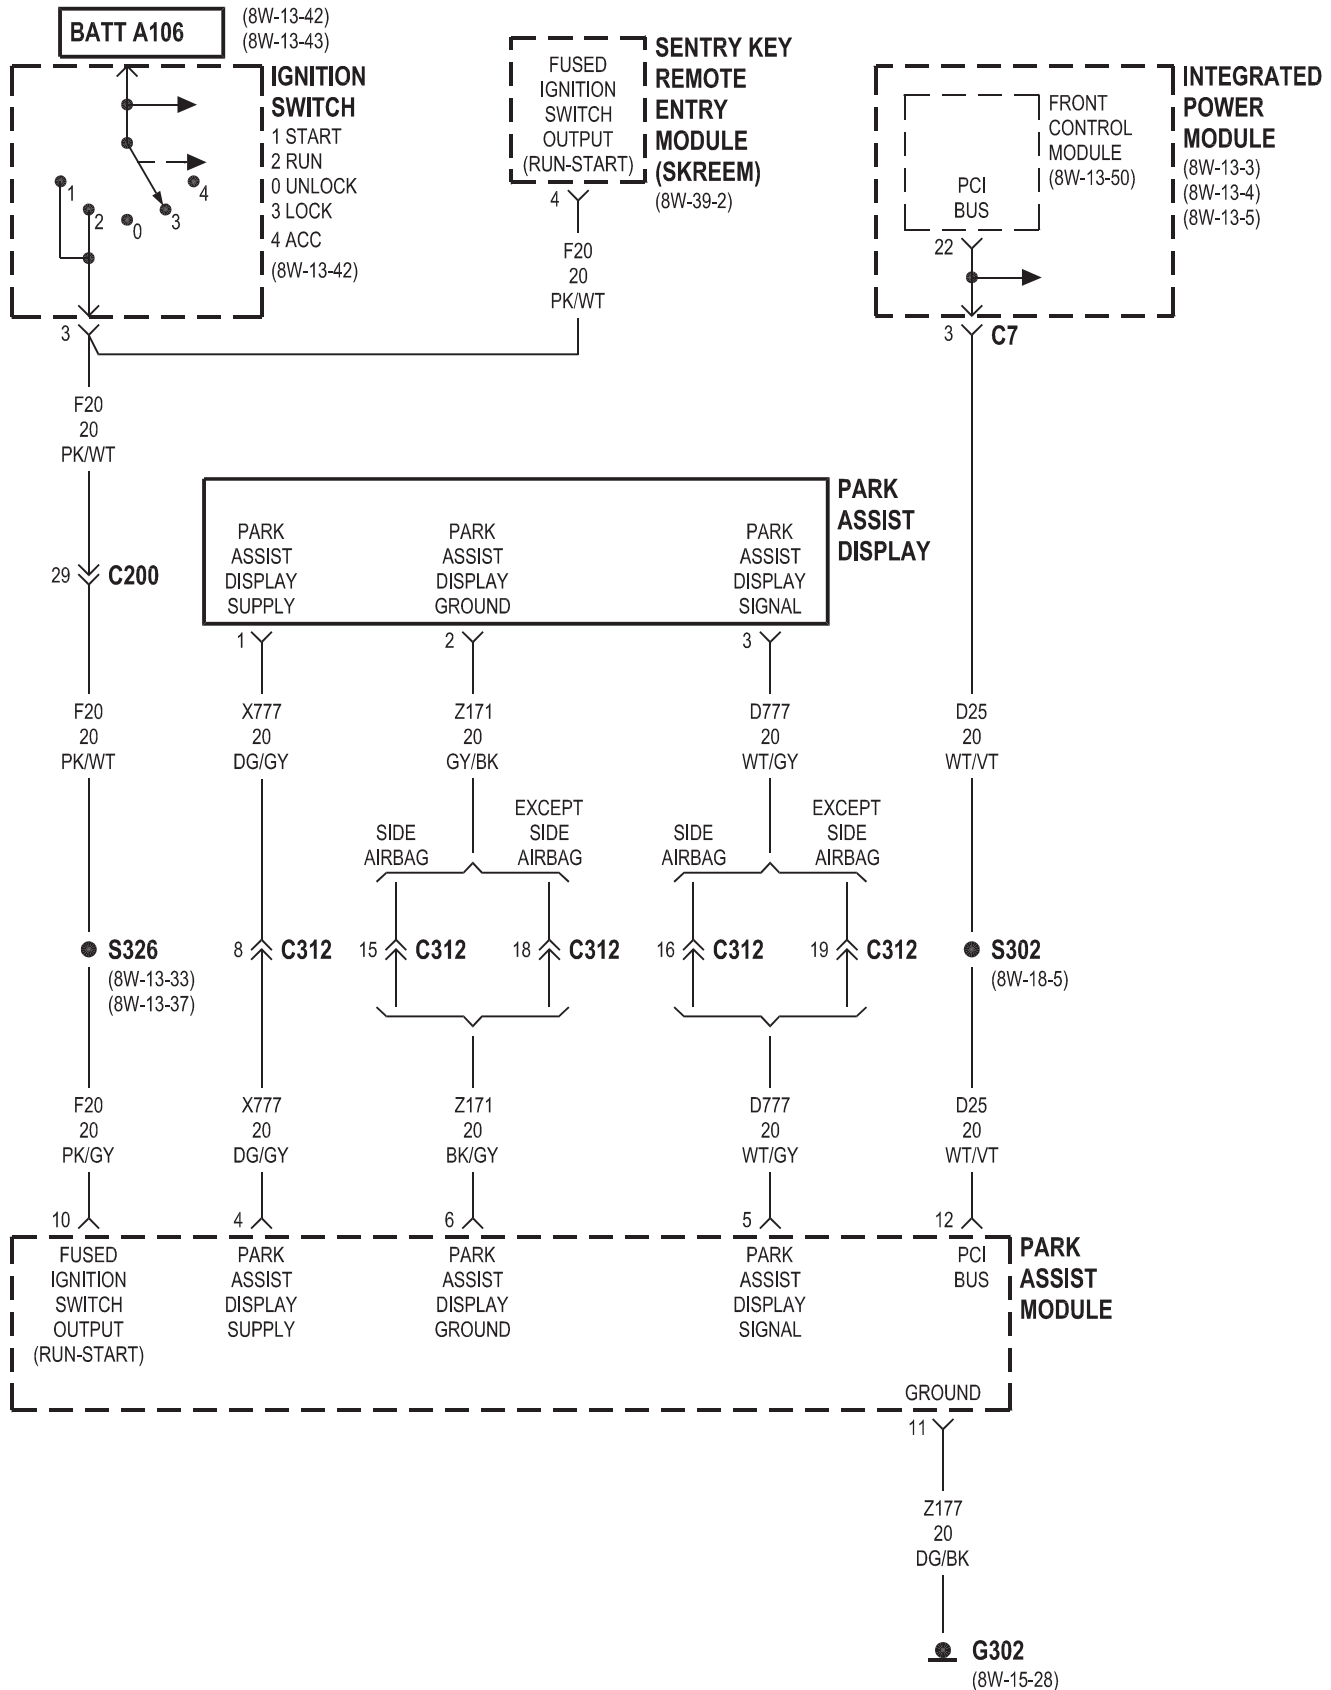 BATT A106
(8W-13-42)
(8W-13-43)
IGNITION
SWITCH
1 START
2 RUN
0 UNLOCK
3 LOCK
4 ACC
(8W-13-42)
1
2
0
3
4
3
FUSED
IGNITION
SWITCH
OUTPUT
(RUN-START)
SENTRY KEY
REMOTE
ENTRY
MODULE
(SKREEM)
(8W-39-2)
4
F20
20
PK/WT
FRONT
CONTROL
MODULE
(8W-13-50)
PCI
BUS
22
INTEGRATED
POWER
MODULE
(8W-13-3)
(8W-13-4)
(8W-13-5)
3 C7
F20
20
PK/WT
29 C200
PARK
ASSIST
DISPLAY
SUPPLY
PARK
ASSIST
DISPLAY
GROUND
PARK
ASSIST
DISPLAY
SIGNAL
PARK
ASSIST
DISPLAY
1
2
3
F20
20
PK/WT
X777
20
DG/GY
Z171
20
GY/BK
D777
20
WT/GY
D25
20
WT/VT
SIDE
AIRBAG
EXCEPT
SIDE
AIRBAG
SIDE
AIRBAG
EXCEPT
SIDE
AIRBAG
S326
(8W-13-33)
(8W-13-37)
8 C312
15 C312
18 C312
16 C312
19 C312
S302
(8W-18-5)
F20
20
PK/GY
X777
20
DG/GY
Z171
20
BK/GY
D777
20
WT/GY
D25
20
WT/VT
10
4
6
5
12
FUSED
IGNITION
SWITCH
OUTPUT
(RUN-START)
PARK
ASSIST
DISPLAY
SUPPLY
PARK
ASSIST
DISPLAY
GROUND
PARK
ASSIST
DISPLAY
SIGNAL
PCI
BUS
PARK
ASSIST
MODULE
GROUND
11
Z177
20
DG/BK
G302
(8W-15-28)